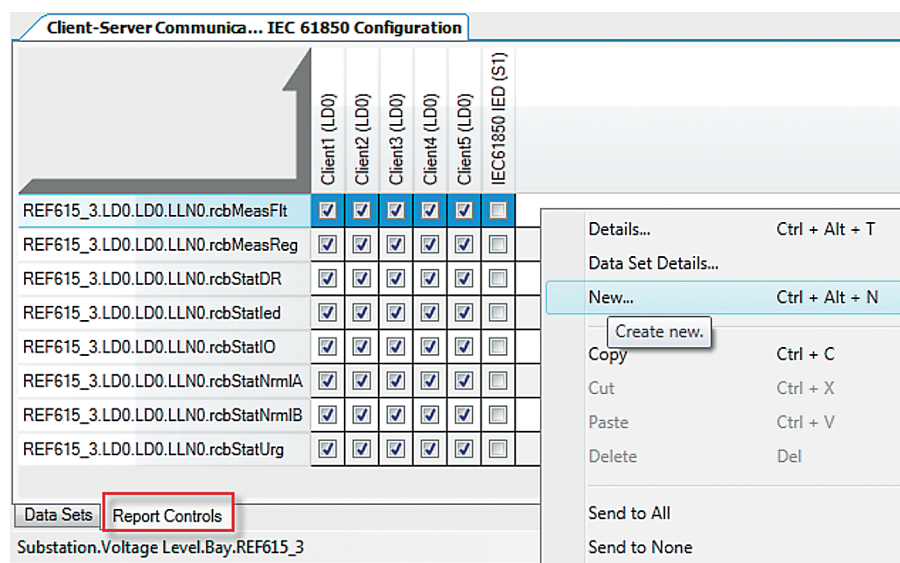 Client-Server Communica... IEC 61850 Configuration
Client1 (LD0)
Client2 (LD0)
Client3 (LD0)
Client4 (LD0)
Client5 (LD0)
IEC61850 IED (S1)
REF615_3.LD0.LD0.LLN0.rcbMeasFlt
REF615_3.LD0.LD0.LLN0.rcbMeasReg
REF615_3.LD0.LD0.LLN0.rcbStatDR
REF615_3.LD0.LD0.LLN0.rcbStatled
REF615_3.LD0.LD0.LLN0.rcbStatIO
REF615_3.LD0.LD0.LLN0.rcbStatNrmlA
REF615_3.LD0.LD0.LLN0.rcbStatNrmlB
REF615_3.LD0.LD0.LLN0.rcbStatUrg
Details... Ctrl + Alt + T
Data Set Details...
New... Ctrl + Alt + N
Create new.
Copy Ctrl + C
Cut Ctrl + X
Paste Ctrl + V
Delete Del
Send to All
Send to None
Data Sets Report Controls
Substation.Voltage Level.Bay.REF615_3